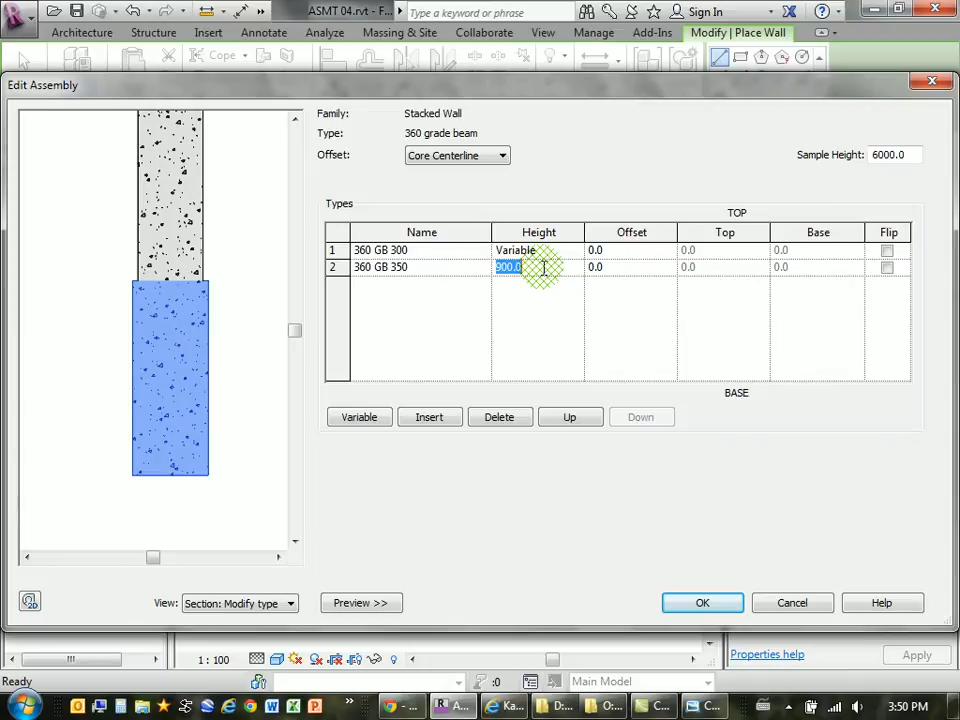 ASMT 04.rvt - F...
Type a keyword or phrase
Sign In
Architecture Structure Insert Annotate Analyze Massing & Site Collaborate View Manage Add-Ins Modify | Place Wall
Cope
Edit Assembly
Family: Stacked Wall
Type: 360 grade beam
Offset: Core Centerline
Sample Height: 6000.0
Types
TOP
Name Height Offset Top Base Flip
1 360 GB 300 Variable 0.0 0.0 0.0
2 360 GB 350 900.0 0.0 0.0 0.0
BASE
Variable Insert Delete Up Down
View: Section: Modify type Preview >> OK Cancel Help
1 : 100
Properties help Apply
Ready
:0 Main Model
- ... A... Ka... D:... O:... C... C... 3:50 PM